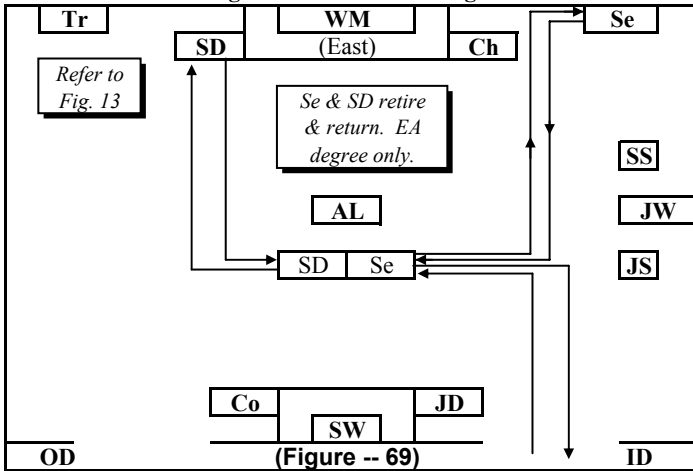 Tr WM Se
SD (East) Ch
Refer to
Fig. 13
Se & SD retire
& return. EA
degree only.
SS
AL JW
SD Se JS
Co JD
SW
OD (Figure -- 69) ID